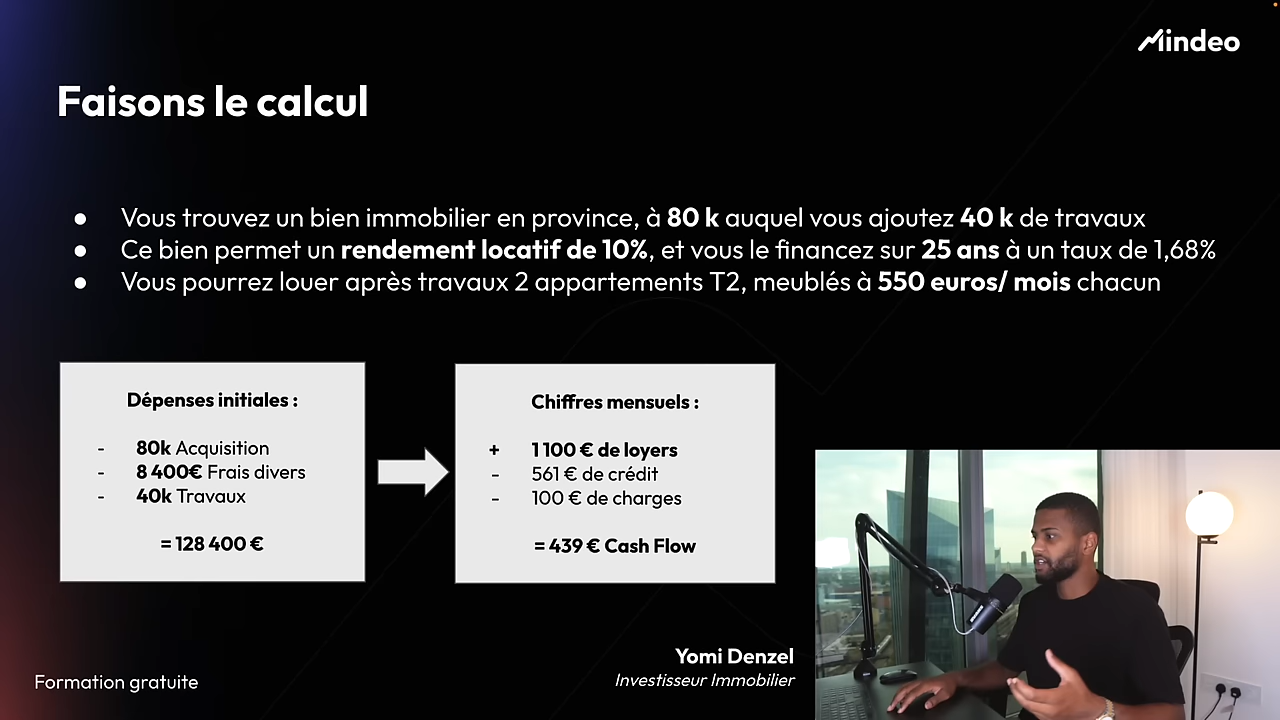 Mindeo
Faisons le calcul
● Vous trouvez un bien immobilier en province, à 80 k auquel vous ajoutez 40 k de travaux
● Ce bien permet un rendement locatif de 10%, et vous le financez sur 25 ans à un taux de 1,68%
● Vous pourrez louer après travaux 2 appartements T2, meublés à 550 euros/ mois chacun
Dépenses initiales :
- 80k Acquisition
- 8 400€ Frais divers
- 40k Travaux
= 128 400 €
Chiffres mensuels :
+ 1 100 € de loyers
- 561 € de crédit
- 100 € de charges
= 439 € Cash Flow
Yomi Denzel
Investisseur Immobilier
Formation gratuite